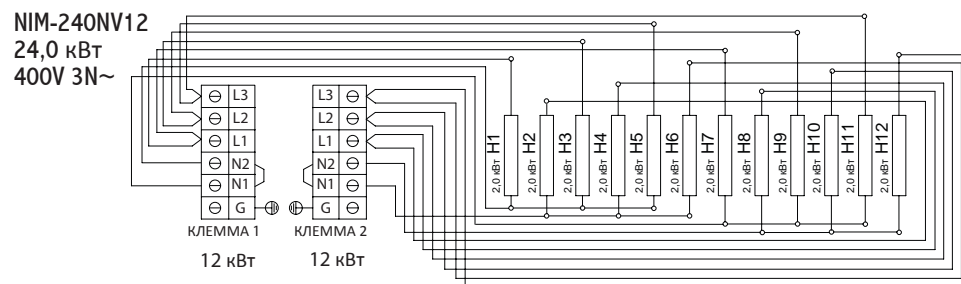 NIM-240NV12
24,0 кВт
400V 3N~
L3
L2
L1
N2
N1
G
КЛЕММА 1
12 кВт
L3
L2
L1
N2
N1
G
КЛЕММА 2
12 кВт
2,0 кВт H1
2,0 кВт H2
2,0 кВт H3
2,0 кВт H4
2,0 кВт H5
2,0 кВт H6
2,0 кВт H7
2,0 кВт H8
2,0 кВт H9
2,0 кВт H10
2,0 кВт H11
2,0 кВт H12